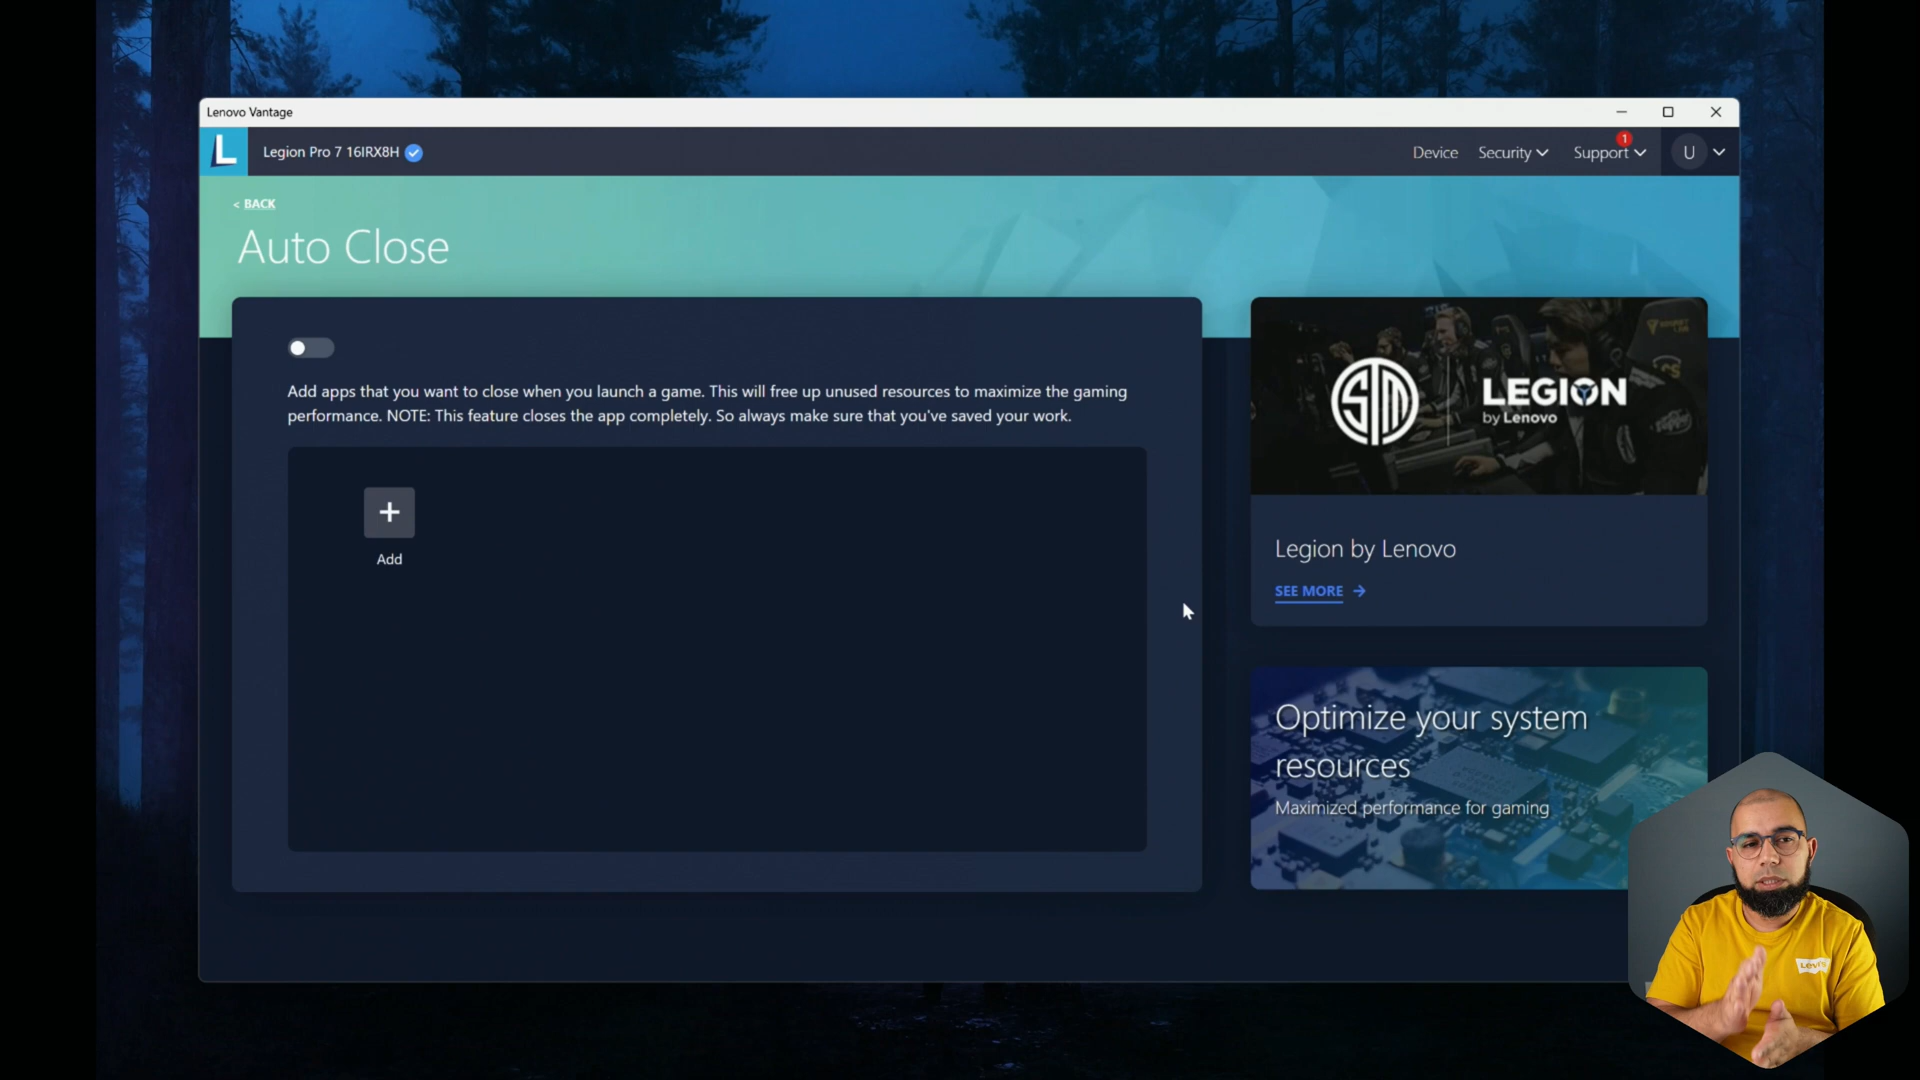 Lenovo Vantage
L
Legion Pro 7 16IRX8H
Device
Security
Support
1
U
< BACK
Auto Close
Add apps that you want to close when you launch a game. This will free up unused resources to maximize the gaming
performance. NOTE: This feature closes the app completely. So always make sure that you've saved your work.
+
Add
LEGION
by Lenovo
Legion by Lenovo
SEE MORE →
Optimize your system
resources
Maximized performance for gaming
Levi's